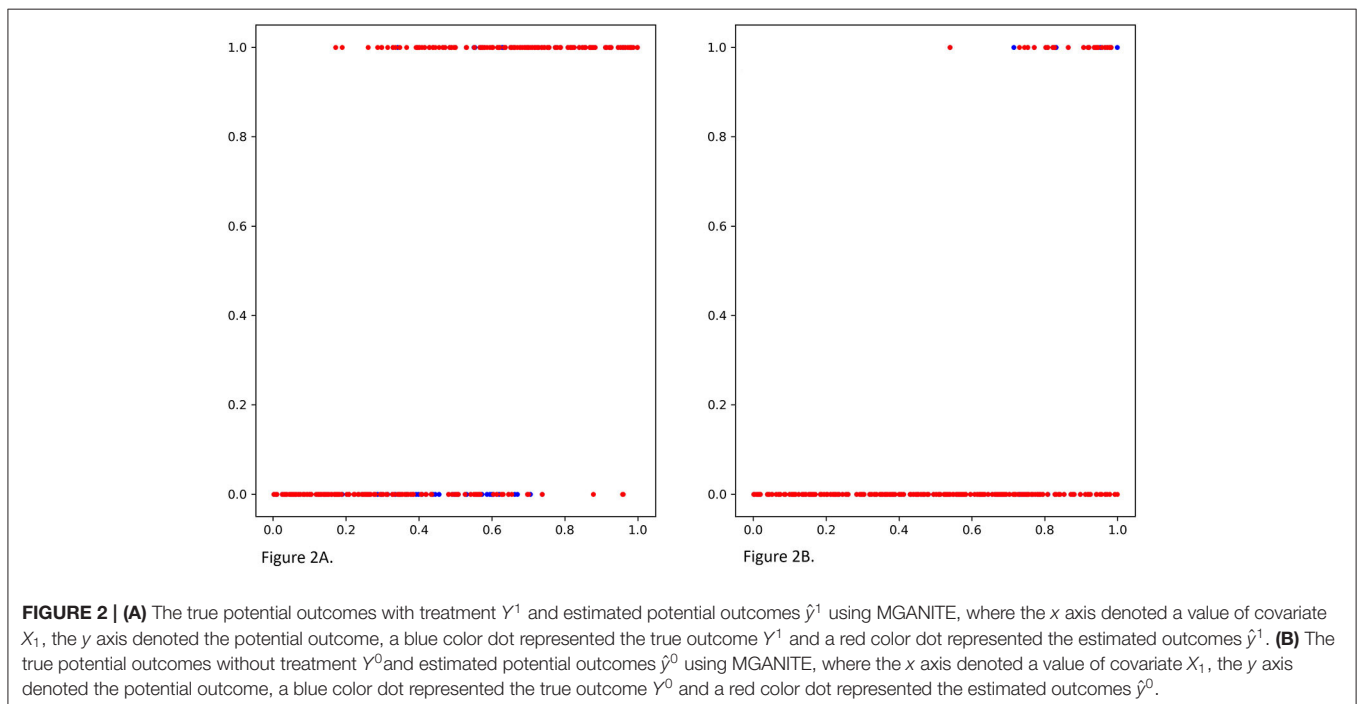 1.0
0.8
0.6
0.4
0.2
0.0
0.0 0.2 0.4 0.6 0.8 1.0
Figure 2A.
1.0
0.8
0.6
0.4
0.2
0.0
0.0 0.2 0.4 0.6 0.8 1.0
Figure 2B.
FIGURE 2 | (A) The true potential outcomes with treatment Y¹ and estimated potential outcomes ŷ¹ using MGANITE, where the x axis denoted a value of covariate
X₁, the y axis denoted the potential outcome, a blue color dot represented the true outcome Y¹ and a red color dot represented the estimated outcomes ŷ¹. (B) The
true potential outcomes without treatment Y⁰and estimated potential outcomes ŷ⁰ using MGANITE, where the x axis denoted a value of covariate X₁, the y axis
denoted the potential outcome, a blue color dot represented the true outcome Y⁰ and a red color dot represented the estimated outcomes ŷ⁰.